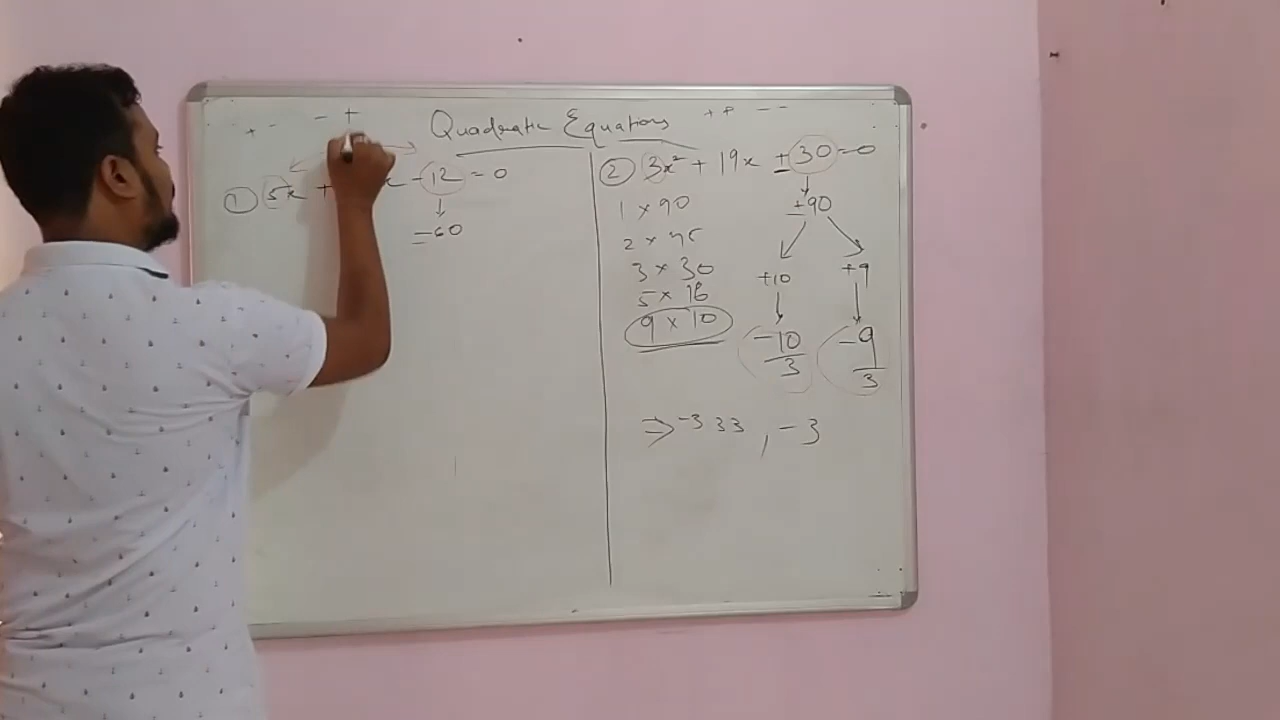 Quadratic Equations
+ -
- +
+ +
- -
① 5x +
x - 12 = 0
-60
② 3x² + 19x + 30 = 0
1 x 90
2 x 45
3 x 30
5 x 18
9 x 10
+90
+10 +9
-10/3 -9/3
⇒ -3 33 , -3